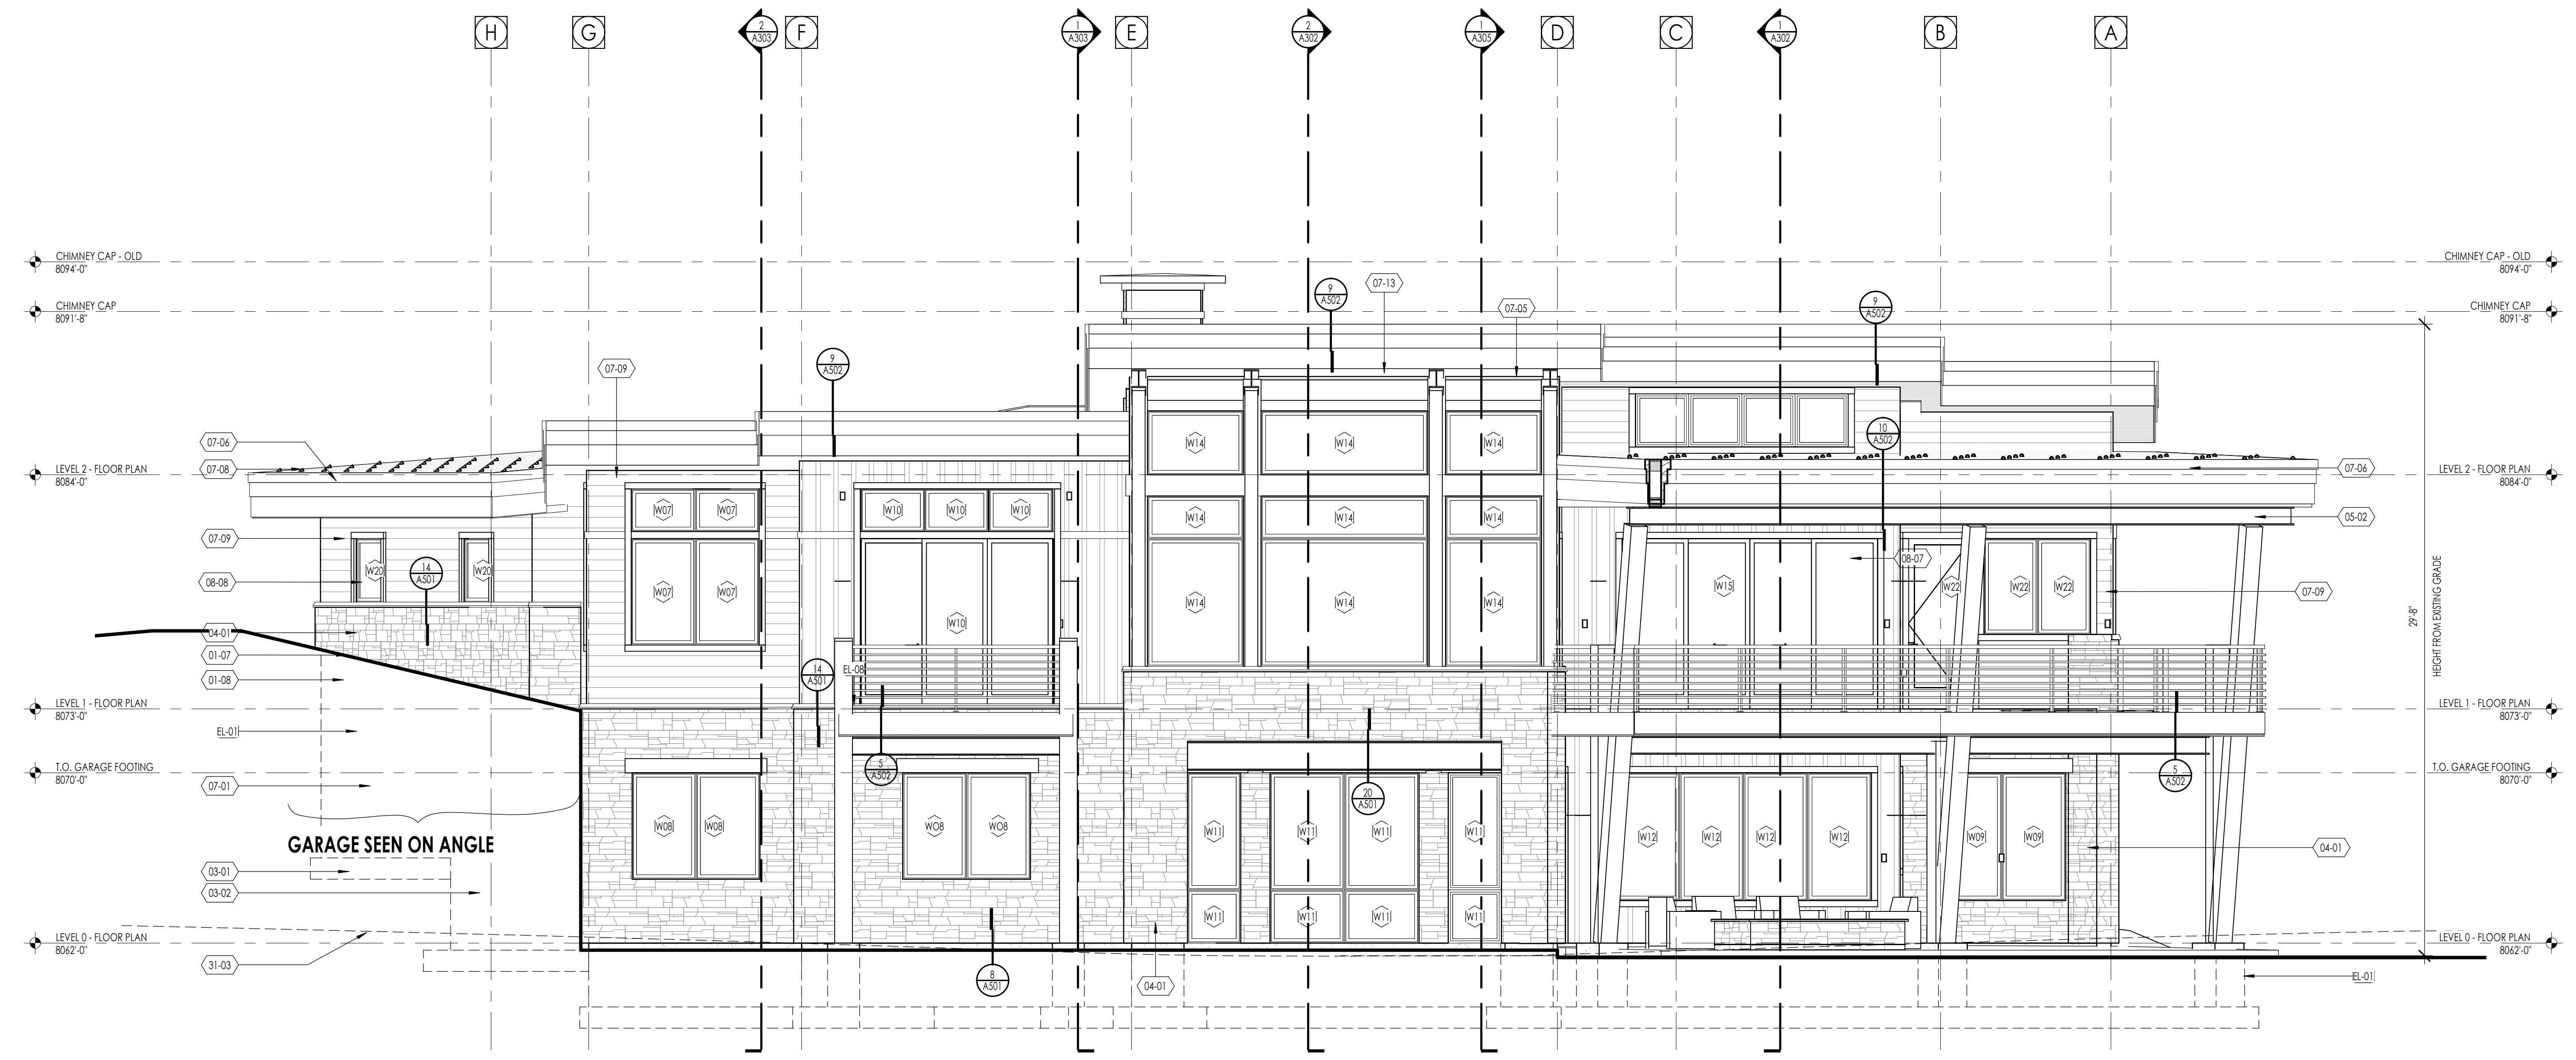 H
G
2
A303
F
1
A303
E
2
A302
1
A305
D
C
1
A302
B
A
CHIMNEY CAP - OLD
8094'-0"
CHIMNEY CAP - OLD
8094'-0"
CHIMNEY CAP
8091'-8"
CHIMNEY CAP
8091'-8"
9
A502
07-13
07-05
9
A502
07-09
9
A502
07-06
07-08
LEVEL 2 - FLOOR PLAN
8084'-0"
10
A502
07-06
LEVEL 2 - FLOOR PLAN
8084'-0"
W14
W14
W14
W07
W07
W10
W10
W10
W14
W14
W14
05-02
07-09
08-08
W20
14
A501
W20
W07
W07
W10
W14
W14
W14
W15
08-07
W22
W22
W22
07-09
HEIGHT FROM EXISTING GRADE
29'-8"
04-01
01-07
01-08
14
A501
EL-08
LEVEL 1 - FLOOR PLAN
8073'-0"
LEVEL 1 - FLOOR PLAN
8073'-0"
EL-01
T.O. GARAGE FOOTING
8070'-0"
T.O. GARAGE FOOTING
8070'-0"
07-01
5
A502
20
A501
5
A502
GARAGE SEEN ON ANGLE
W08
W08
WO8
WO8
W11
W11
W11
W11
W12
W12
W12
W12
W09
W09
04-01
03-01
03-02
W11
W11
W11
W11
LEVEL 0 - FLOOR PLAN
8062'-0"
LEVEL 0 - FLOOR PLAN
8062'-0"
31-03
8
A501
04-01
EL-01